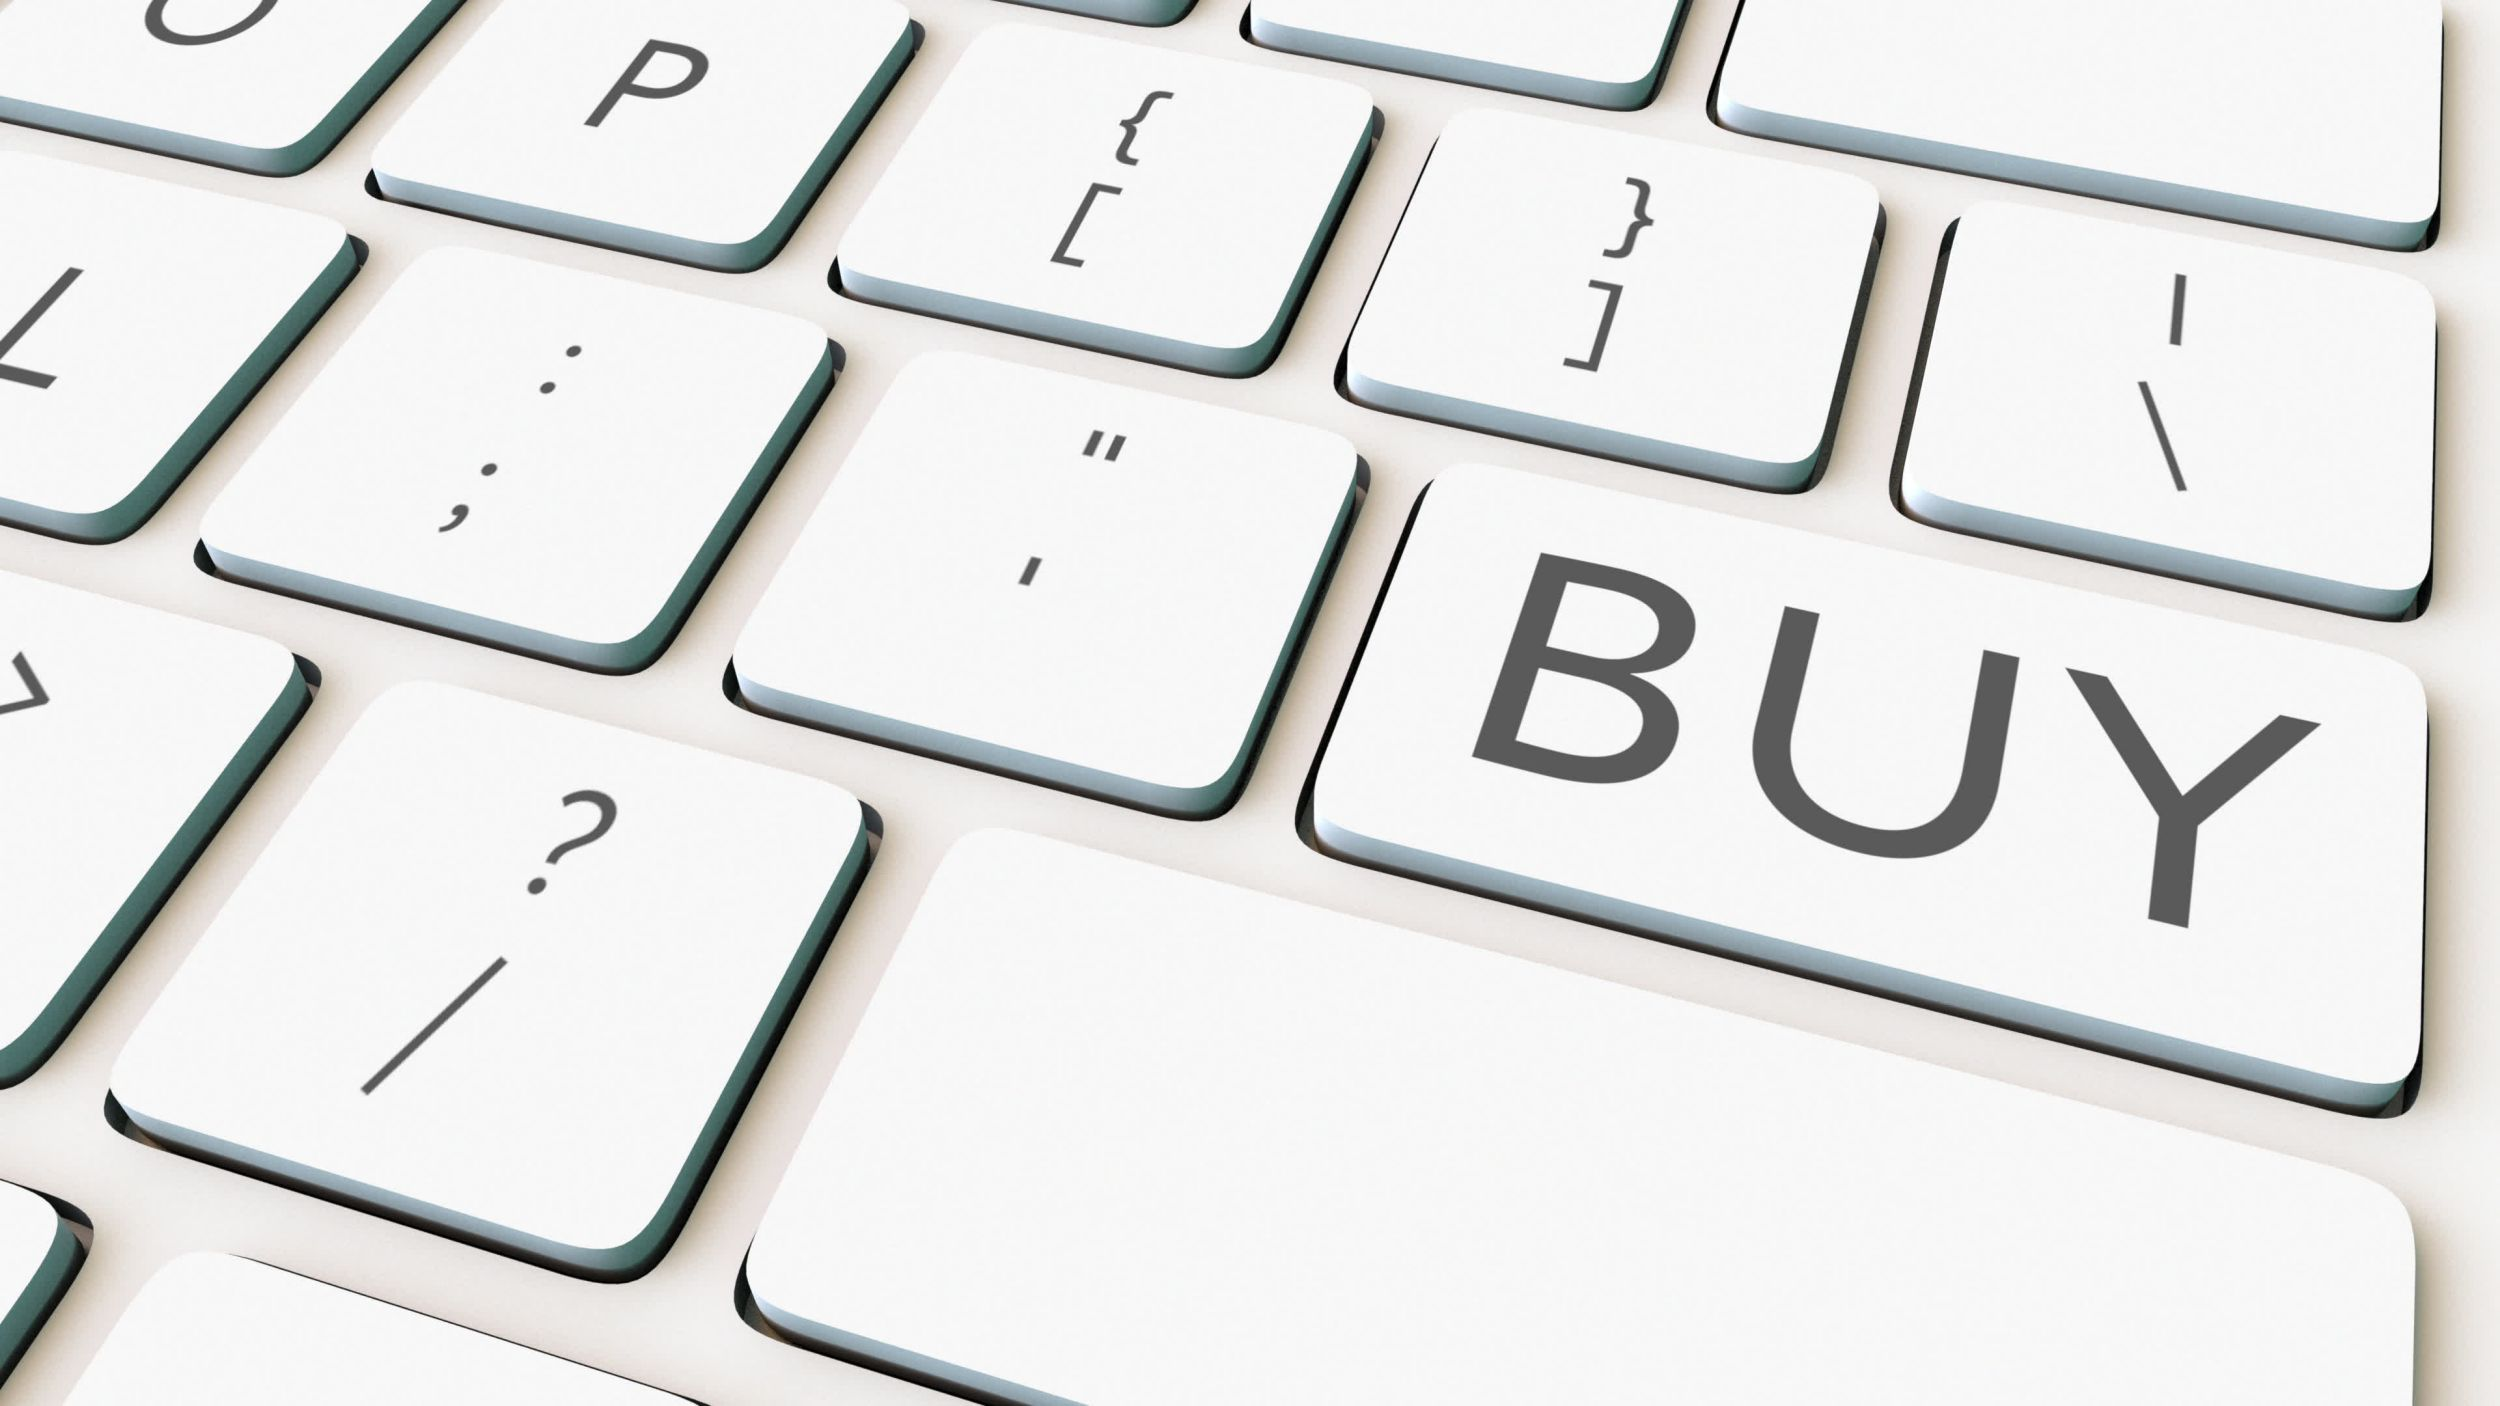 O P { }
[ ] |
\
L : "
; ' BUY
> ?
/